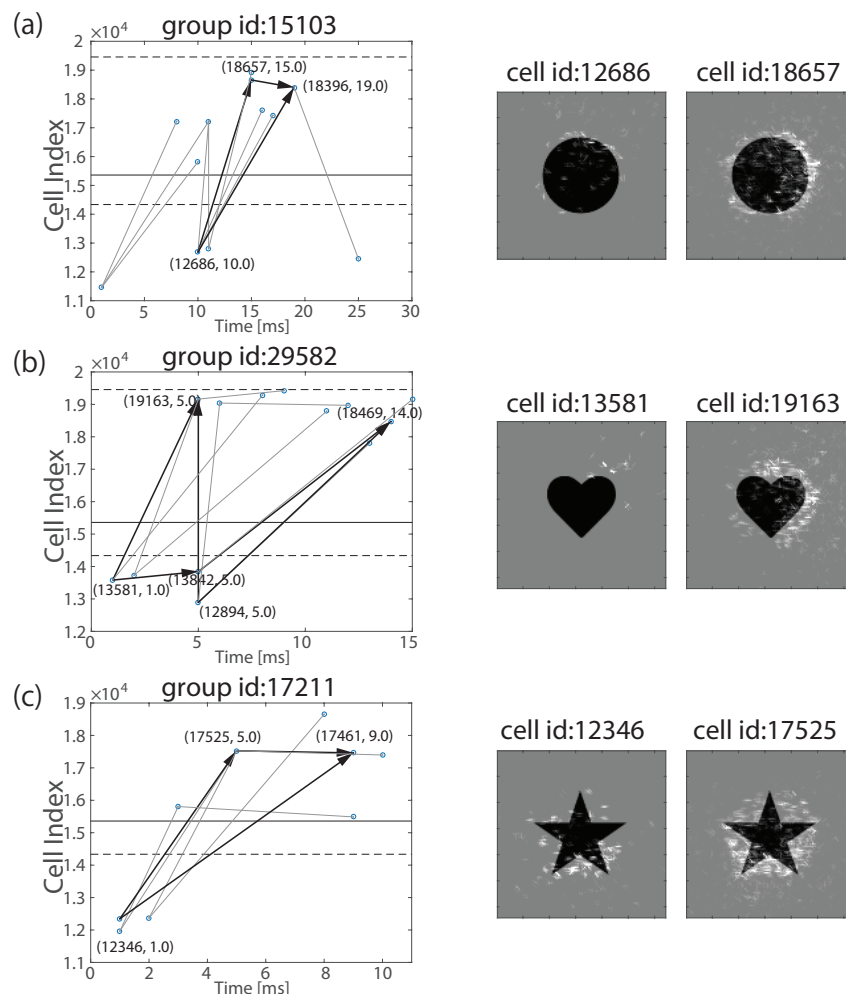 (a)
group id:15103
×10⁴
2
1.9
1.8
1.7
1.6
1.5
1.4
1.3
1.2
1.1
Cell Index
(18657, 15.0)
(18396, 19.0)
(12686, 10.0)
0 5 10 15 20 25 30
Time [ms]
cell id:12686
cell id:18657
(b)
group id:29582
×10⁴
2
1.9
1.8
1.7
1.6
1.5
1.4
1.3
1.2
Cell Index
(19163, 5.0)
(18469, 14.0)
(13842, 5.0)
(13581, 1.0)
(12894, 5.0)
0 5 10 15
Time [ms]
cell id:13581
cell id:19163
(c)
group id:17211
×10⁴
1.9
1.8
1.7
1.6
1.5
1.4
1.3
1.2
1.1
Cell Index
(17525, 5.0)
(17461, 9.0)
(12346, 1.0)
0 2 4 6 8 10
Time [ms]
cell id:12346
cell id:17525